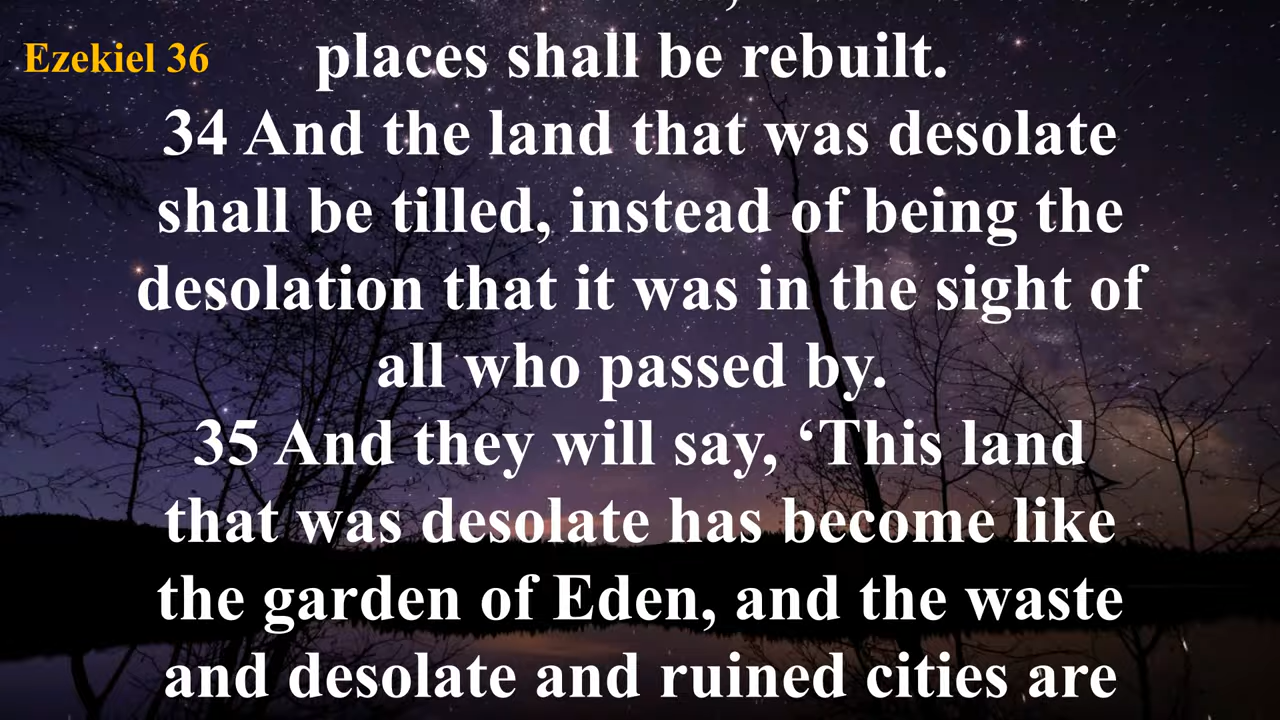 Ezekiel 36
places shall be rebuilt.
34 And the land that was desolate
shall be tilled, instead of being the
desolation that it was in the sight of
all who passed by.
35 And they will say, ‘This land
that was desolate has become like
the garden of Eden, and the waste
and desolate and ruined cities are